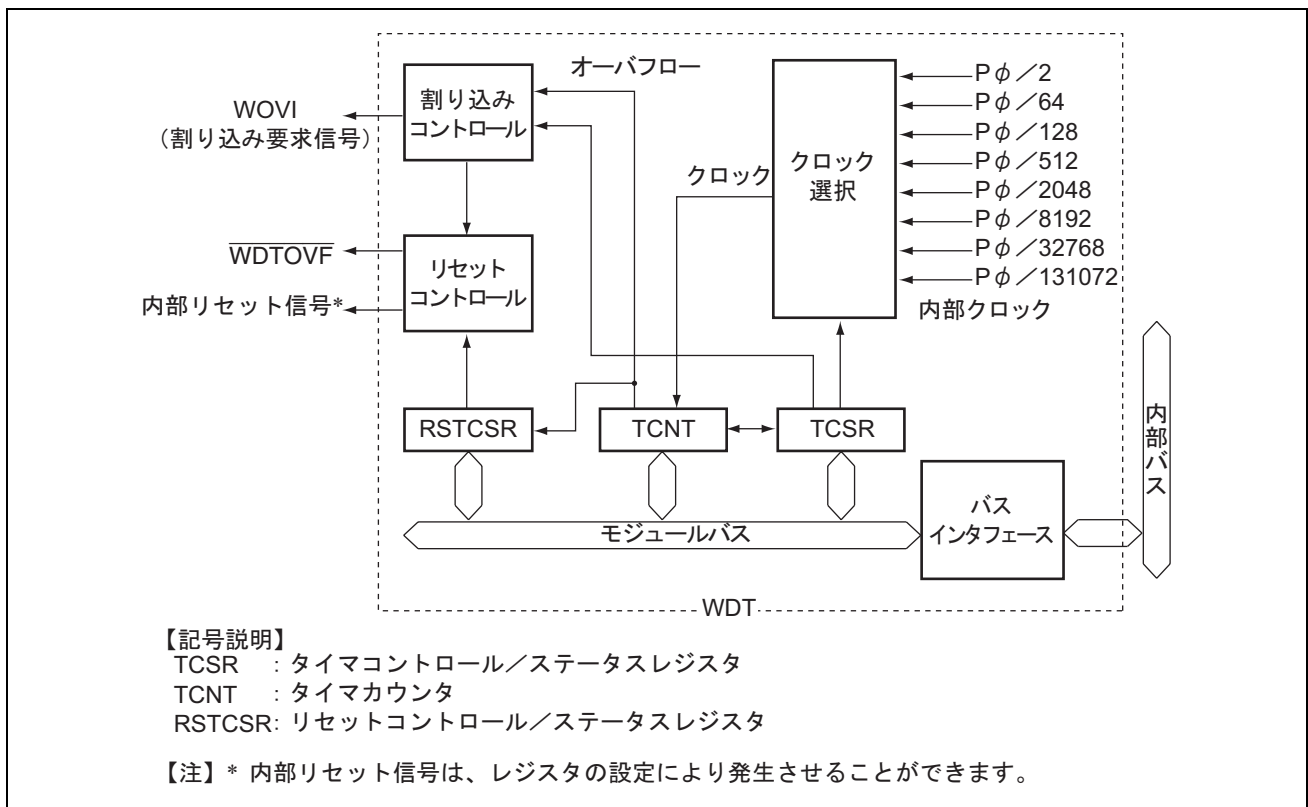 オーバフロー
割り込み
コントロール
WOVI
(割り込み要求信号)
WDTOVF
内部リセット信号*
リセット
コントロール
クロック
クロック
選択
Pφ／2
Pφ／64
Pφ／128
Pφ／512
Pφ／2048
Pφ／8192
Pφ／32768
Pφ／131072
内部クロック
RSTCSR
TCNT
TCSR
モジュールバス
バス
インタフェース
内部バス
WDT
【記号説明】
TCSR : タイマコントロール／ステータスレジスタ
TCNT : タイマカウンタ
RSTCSR: リセットコントロール／ステータスレジスタ
【注】* 内部リセット信号は、レジスタの設定により発生させることができます。